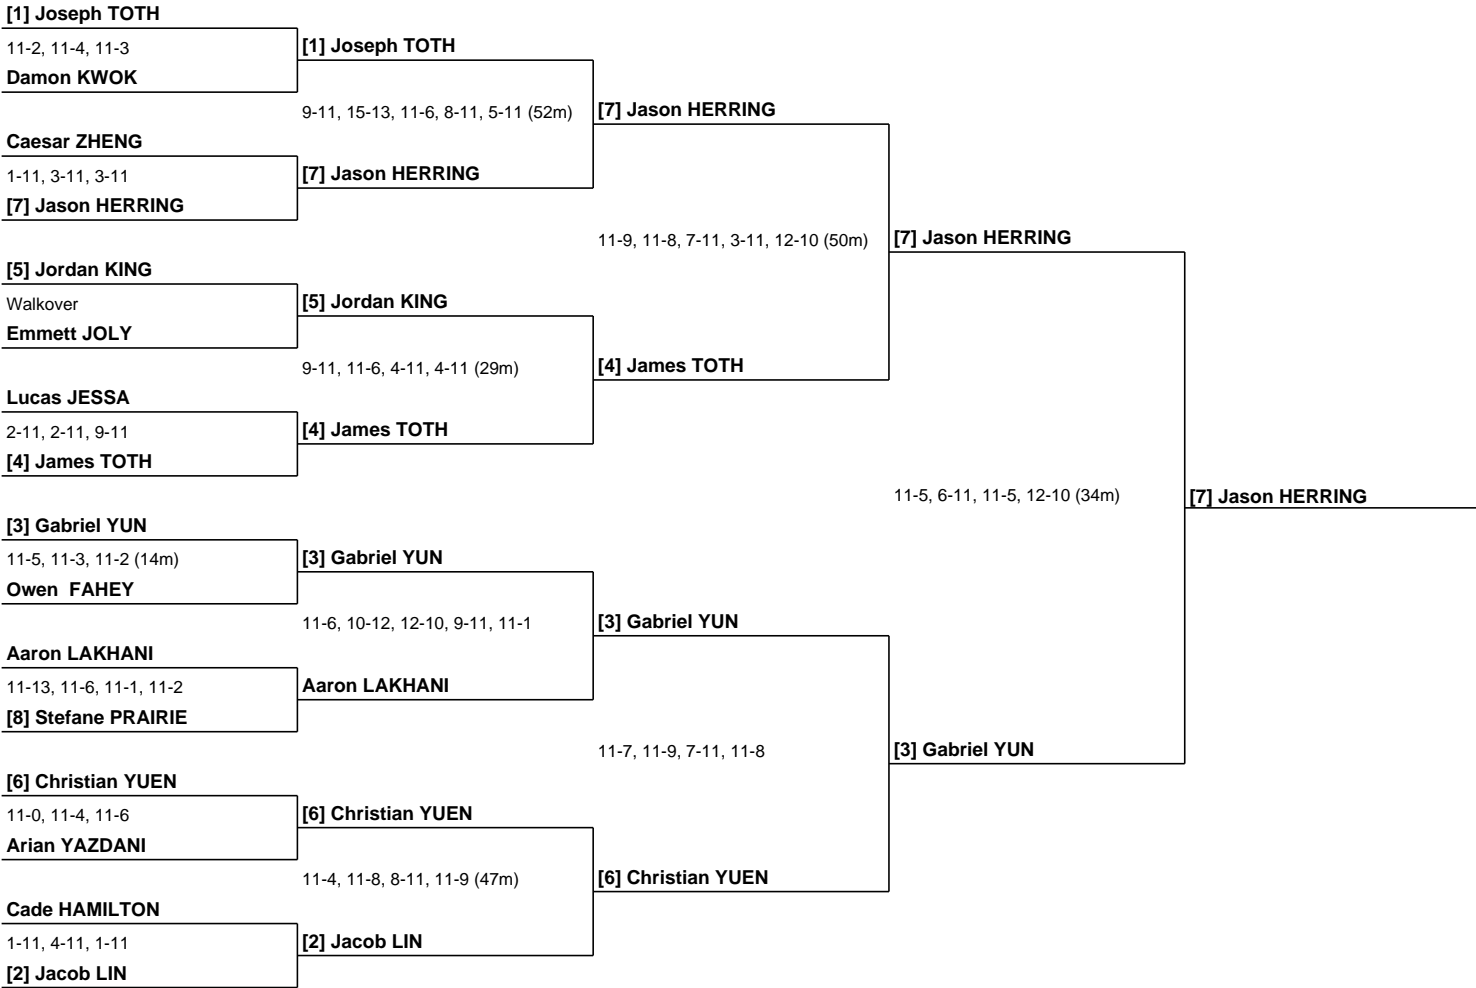 [1] Joseph TOTH
11-2, 11-4, 11-3
[1] Joseph TOTH
Damon KWOK
9-11, 15-13, 11-6, 8-11, 5-11 (52m)
[7] Jason HERRING
Caesar ZHENG
1-11, 3-11, 3-11
[7] Jason HERRING
[7] Jason HERRING
11-9, 11-8, 7-11, 3-11, 12-10 (50m)
[7] Jason HERRING
[5] Jordan KING
Walkover
[5] Jordan KING
Emmett JOLY
9-11, 11-6, 4-11, 4-11 (29m)
[4] James TOTH
Lucas JESSA
2-11, 2-11, 9-11
[4] James TOTH
[4] James TOTH
11-5, 6-11, 11-5, 12-10 (34m)
[7] Jason HERRING
[3] Gabriel YUN
11-5, 11-3, 11-2 (14m)
[3] Gabriel YUN
Owen  FAHEY
11-6, 10-12, 12-10, 9-11, 11-1
[3] Gabriel YUN
Aaron LAKHANI
11-13, 11-6, 11-1, 11-2
Aaron LAKHANI
[8] Stefane PRAIRIE
11-7, 11-9, 7-11, 11-8
[3] Gabriel YUN
[6] Christian YUEN
11-0, 11-4, 11-6
[6] Christian YUEN
Arian YAZDANI
11-4, 11-8, 8-11, 11-9 (47m)
[6] Christian YUEN
Cade HAMILTON
1-11, 4-11, 1-11
[2] Jacob LIN
[2] Jacob LIN